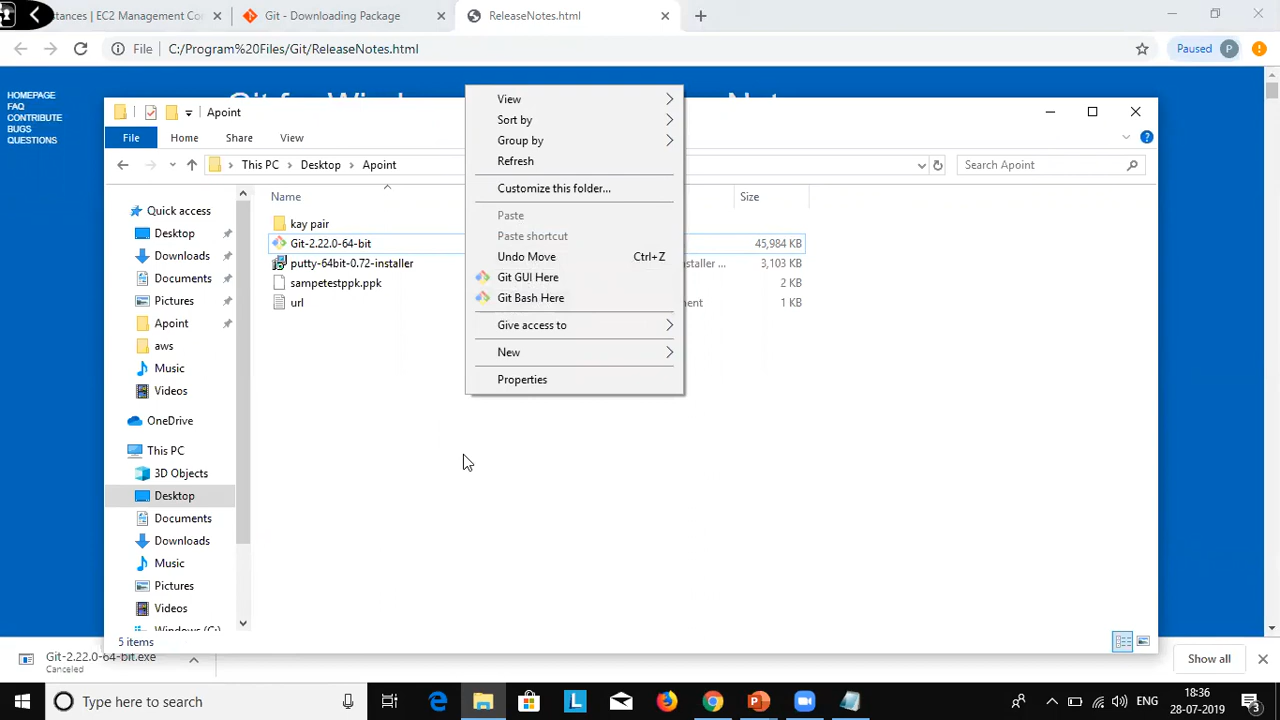 tances | EC2 Management Con
Git - Downloading Package
ReleaseNotes.html
File
C:/Program%20Files/Git/ReleaseNotes.html
Paused
P
HOMEPAGE
FAQ
CONTRIBUTE
BUGS
QUESTIONS
Apoint
File
Home
Share
View
This PC
Desktop
Apoint
Search Apoint
Name
Size
Quick access
Desktop
Downloads
Documents
Pictures
Apoint
aws
Music
Videos
OneDrive
This PC
3D Objects
Desktop
Documents
Downloads
Music
Pictures
Videos
kay pair
Git-2.22.0-64-bit
45,984 KB
putty-64bit-0.72-installer
staller ...
3,103 KB
sampetestppk.ppk
2 KB
url
ment
1 KB
View
Sort by
Group by
Refresh
Customize this folder...
Paste
Paste shortcut
Undo Move Ctrl+Z
Git GUI Here
Git Bash Here
Give access to
New
Properties
5 items
Git-2.22.0-64-bit.exe
Canceled
Show all
Type here to search
ENG
18:36
28-07-2019
3